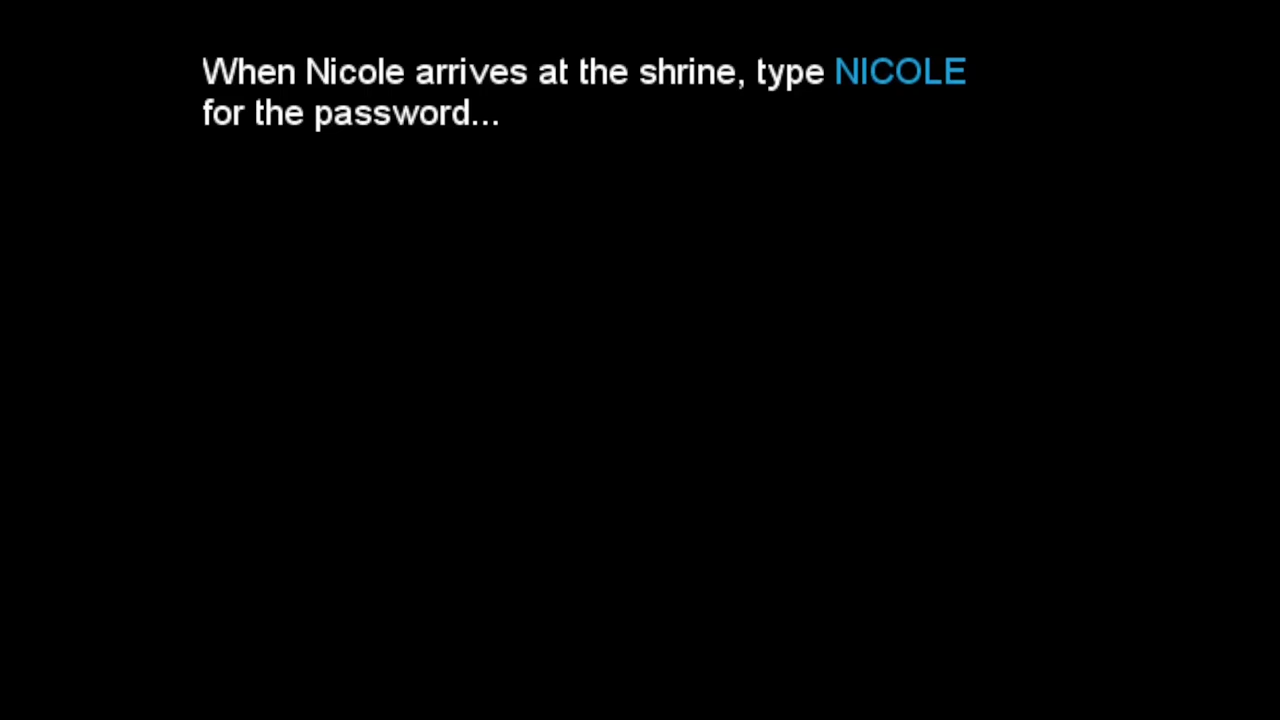 When Nicole arrives at the shrine, type NICOLE
for the password...